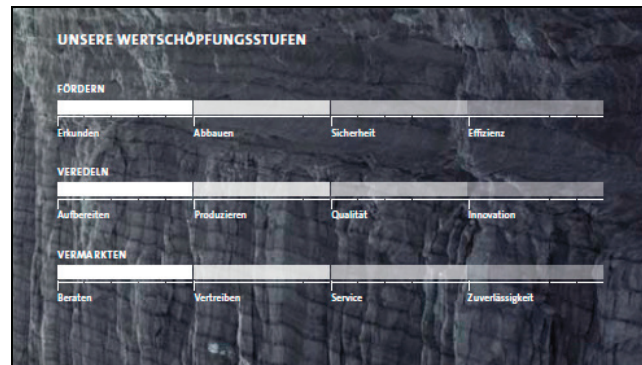 UNSERE WERTSCHÖPFUNGSSTUFEN
FÖRDERN
Erkunden Abbauen Sicherheit Effizienz
VEREDELN
Aufbereiten Produzieren Qualität Innovation
VERMARKTEN
Beraten Vertreiben Service Zuverlässigkeit